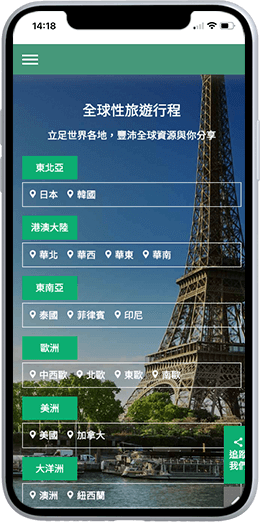 14:18
全球性旅遊行程
立足世界各地，豐沛全球資源與你分享
東北亞
日本 韓國
港澳大陸
華北 華西 華東 華南
東南亞
泰國 菲律賓 印尼
歐洲
中西歐 北歐 東歐 南歐
美洲
美國 加拿大
追蹤
我們
大洋洲
澳洲 紐西蘭